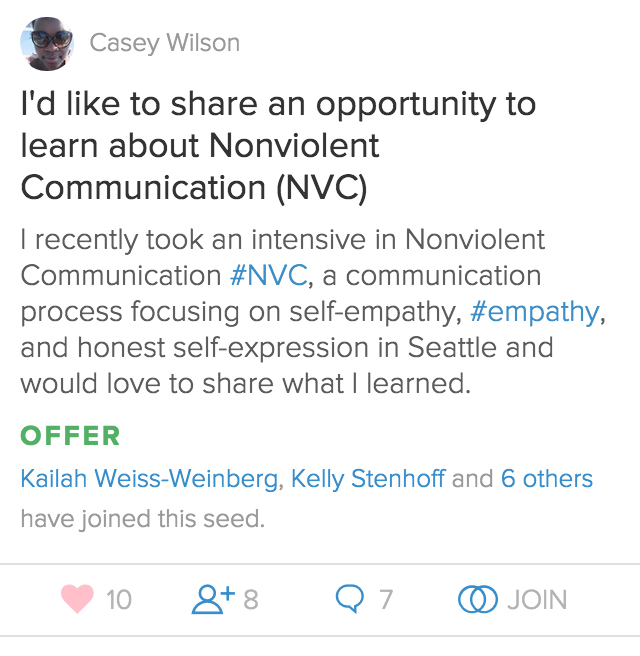 Casey Wilson
I'd like to share an opportunity to
learn about Nonviolent
Communication (NVC)
I recently took an intensive in Nonviolent
Communication #NVC, a communication
process focusing on self-empathy, #empathy,
and honest self-expression in Seattle and
would love to share what I learned.
OFFER
Kailah Weiss-Weinberg, Kelly Stenhoff and 6 others
have joined this seed.
10 8 7 JOIN